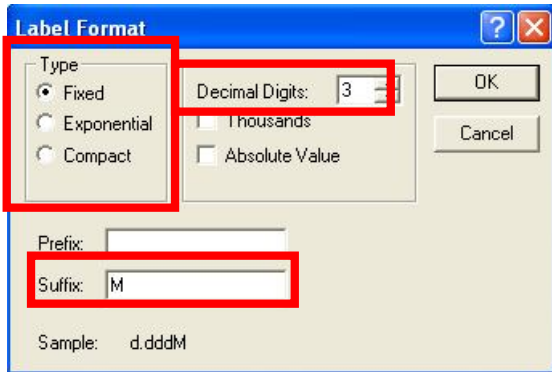 Label Format
Type
Fixed
Exponential
Compact
Decimal Digits: 3
Thousands
Absolute Value
OK
Cancel
Prefix:
Suffix: M
Sample: d.dddM